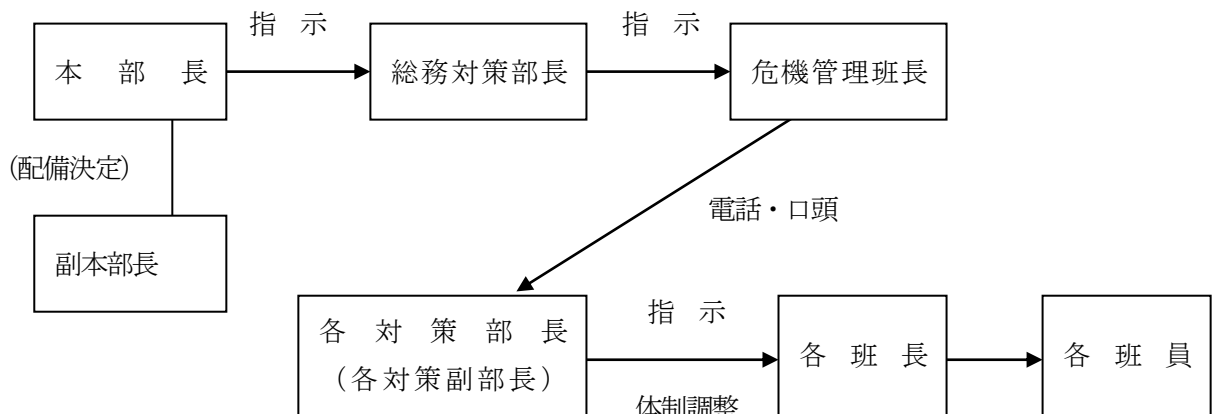 指 示
指 示
本 部 長
総務対策部長
危機管理班長
(配備決定)
電話・口頭
副本部長
各 対 策 部 長
(各対策副部長)
指 示
各 班 長
各 班 員
体制調整